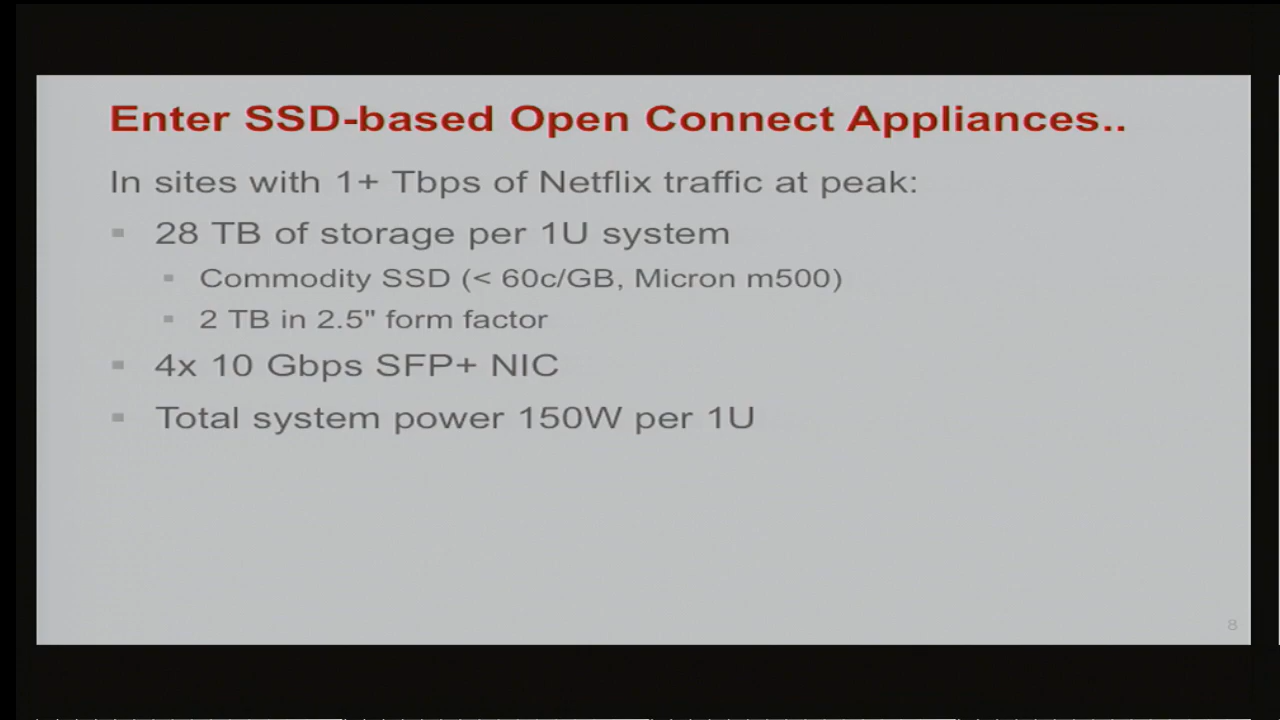 Enter SSD-based Open Connect Appliances..
In sites with 1+ Tbps of Netflix traffic at peak:
28 TB of storage per 1U system
Commodity SSD (< 60c/GB, Micron m500)
2 TB in 2.5" form factor
4x 10 Gbps SFP+ NIC
Total system power 150W per 1U
8